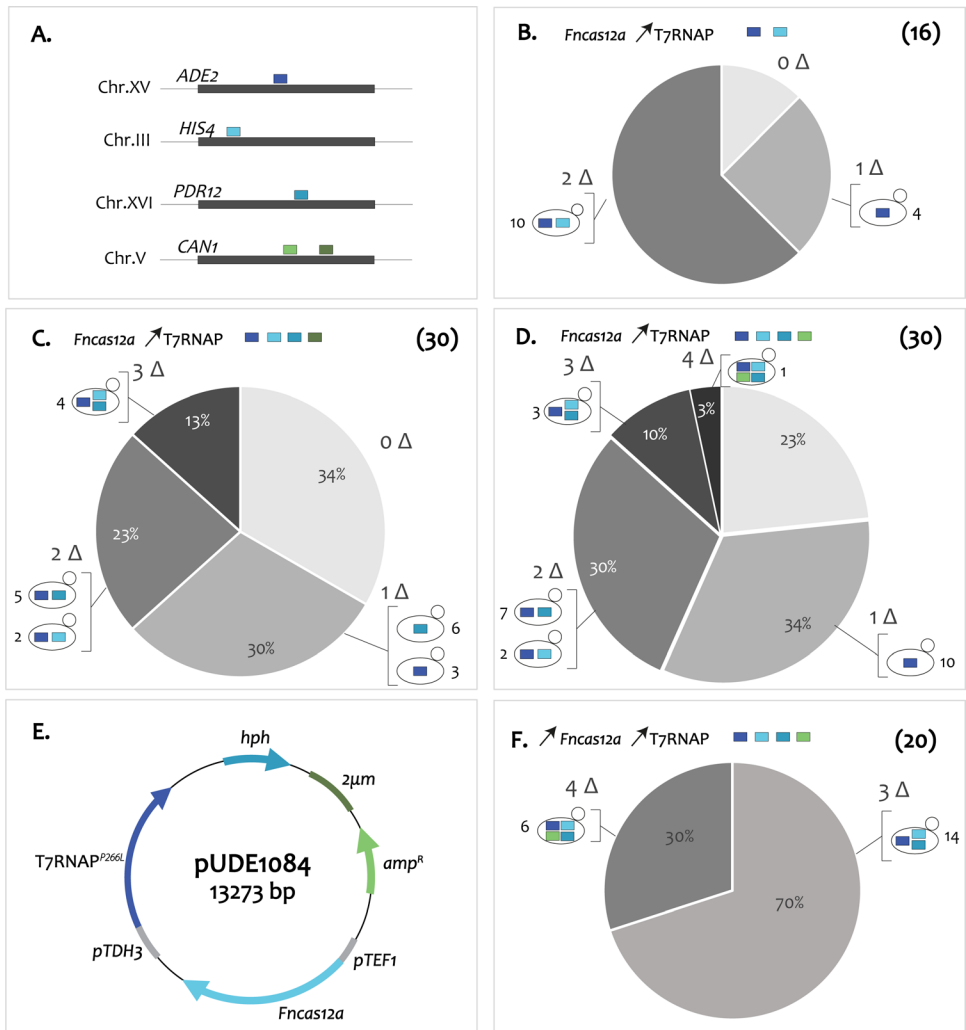 A.
Chr.XV
ADE2
Chr.III
HIS4
Chr.XVI
PDR12
Chr.V
CAN1
B.
Fncas12a ↗T7RNAP
(16)
0 Δ
1 Δ
4
2 Δ
10
C.
Fncas12a ↗T7RNAP
(30)
3 Δ
4
13%
0 Δ
34%
23%
2 Δ
5
2
1 Δ
6
3
30%
D.
Fncas12a ↗T7RNAP
(30)
4 Δ
1
3 Δ
3
3%
10%
23%
30%
2 Δ
7
2
34%
1 Δ
10
E.
hph
2µm
ampR
T7RNAPP266L
pUDE1084
13273 bp
pTDH3
pTEF1
Fncas12a
F.
↗Fncas12a ↗T7RNAP
(20)
4 Δ
6
30%
3 Δ
14
70%